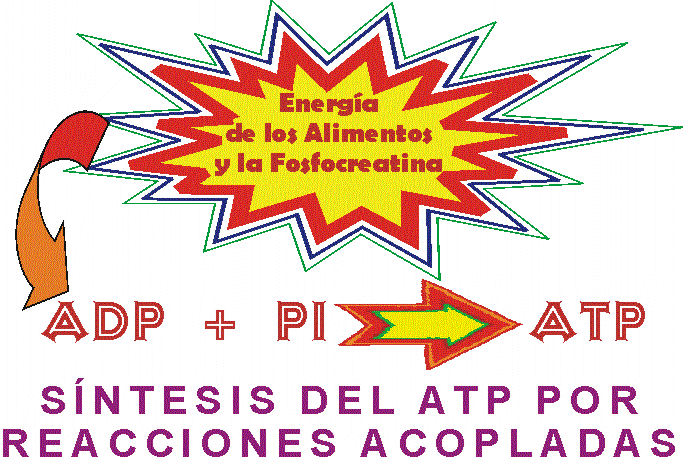 Energía
de los Alimentos
y la Fosfocreatina
ADP + PI ATP
SÍNTESIS DEL ATP POR
REACCIONES ACOPLADAS